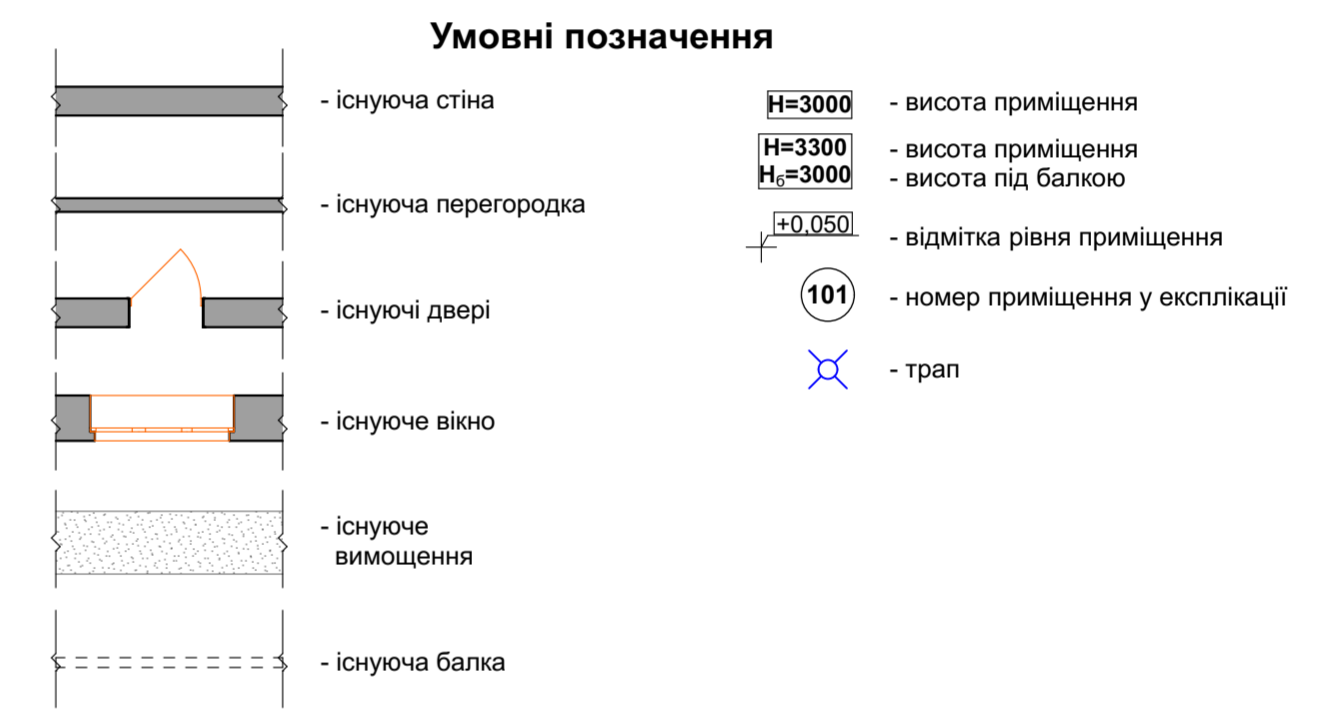 Умовні позначення
- існуюча стіна
- існуюча перегородка
- існуючі двері
- існуюче вікно
- існуюче
вимощення
- існуюча балка
H=3000 - висота приміщення
H=3300 - висота приміщення
Hб=3000 - висота під балкою
+0,050 - відмітка рівня приміщення
101 - номер приміщення у експлікації
- трап